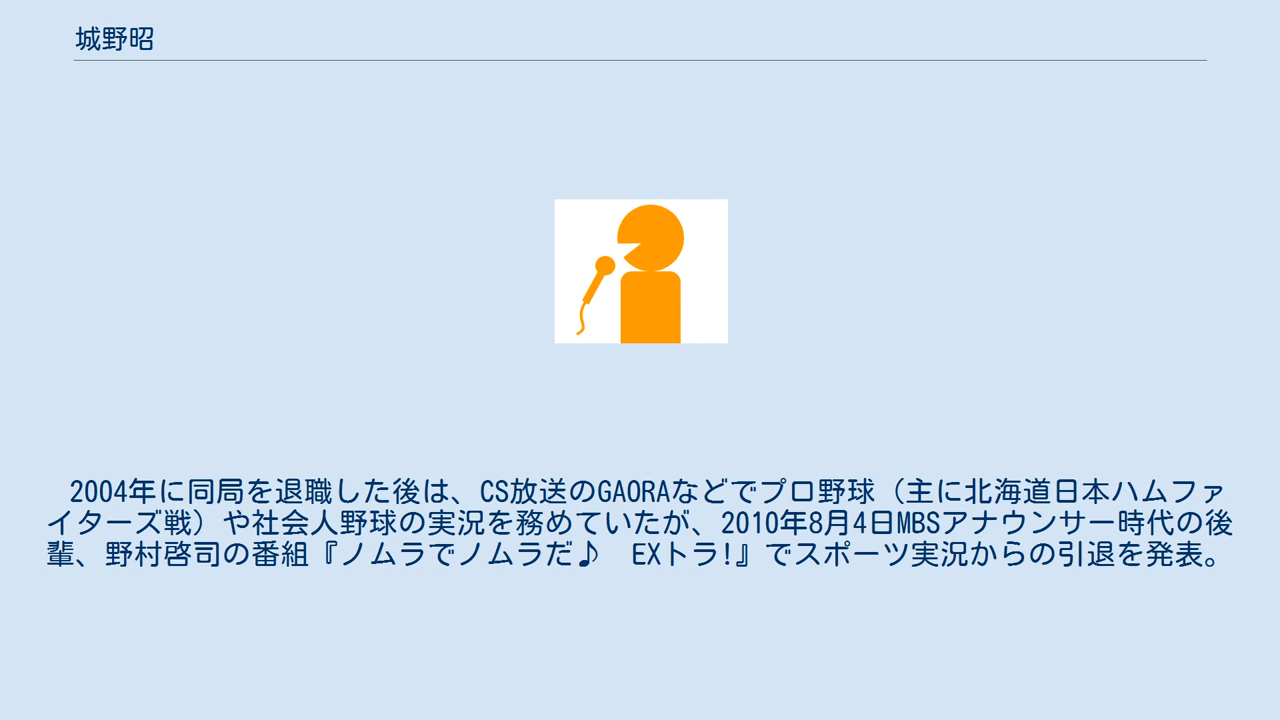 城野昭
2004年に同局を退職した後は、CS放送のGAORAなどでプロ野球（主に北海道日本ハムファ
イターズ戦）や社会人野球の実況を務めていたが、2010年8月4日MBSアナウンサー時代の後
輩、野村啓司の番組『ノムラでノムラだ♪　EXトラ!』でスポーツ実況からの引退を発表。